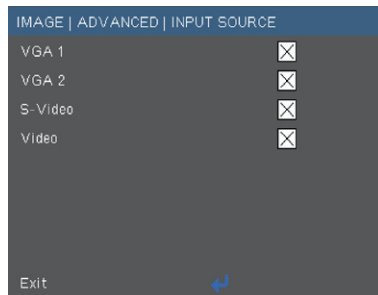 IMAGE | ADVANCED | INPUT SOURCE
VGA 1
VGA 2
S-Video
Video
Exit